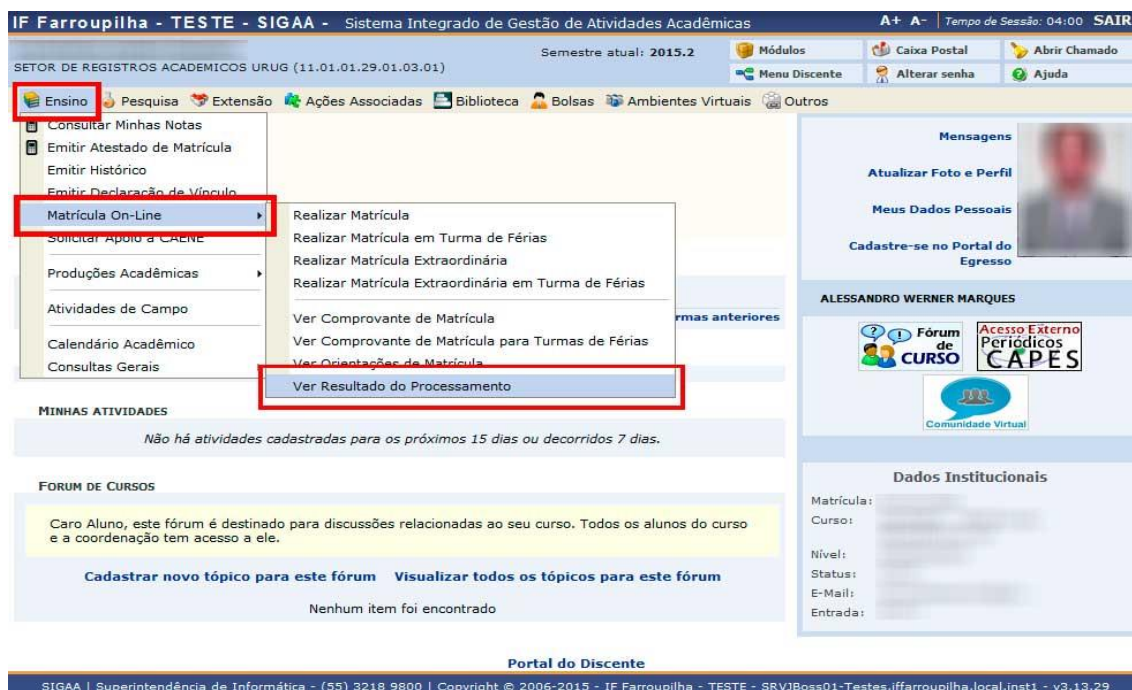 IF Farroupilha - TESTE - SIGAA - Sistema Integrado de Gestão de Atividades Acadêmicas
A+ A- Tempo de Sessão: 04:00 SAIR
SETOR DE REGISTROS ACADEMICOS URUG (11.01.01.29.01.03.01)
Semestre atual: 2015.2
Módulos
Caixa Postal
Abrir Chamado
Menu Discente
Alterar senha
Ajuda
Ensino Pesquisa Extensão Ações Associadas Biblioteca Bolsas Ambientes Virtuais Outros
Consultar Minhas Notas
Emitir Atestado de Matrícula
Emitir Histórico
Emitir Declaração de Vínculo
Matrícula On-Line
Solicitar Apoio a CAENE
Produções Acadêmicas
Atividades de Campo
Calendário Acadêmico
Consultas Gerais
Realizar Matrícula
Realizar Matrícula em Turma de Férias
Realizar Matrícula Extraordinária
Realizar Matrícula Extraordinária em Turma de Férias
Ver Comprovante de Matrícula
Ver Comprovante de Matrícula para Turmas de Férias
Ver Orientações de Matrícula
Ver Resultado do Processamento
rmas anteriores
MINHAS ATIVIDADES
Não há atividades cadastradas para os próximos 15 dias ou decorridos 7 dias.
FORUM DE CURSOS
Caro Aluno, este fórum é destinado para discussões relacionadas ao seu curso. Todos os alunos do curso
e a coordenação tem acesso a ele.
Cadastrar novo tópico para este fórum Visualizar todos os tópicos para este fórum
Nenhum item foi encontrado
Mensagens
Atualizar Foto e Perfil
Meus Dados Pessoais
Cadastre-se no Portal do
Egresso
ALESSANDRO WERNER MARQUES
Fórum
de
CURSO
Acesso Externo
Periódicos
CAPES
Comunidade Virtual
Dados Institucionais
Matrícula:
Curso:
Nível:
Status:
E-Mail:
Entrada:
Portal do Discente
SIGAA | Superintendência de Informática - (55) 3218 9800 | Copyright © 2006-2015 - IF Farroupilha - TESTE - SRVJBoss01-Testes.iffarroupilha.local.inst1 - v3.13.29